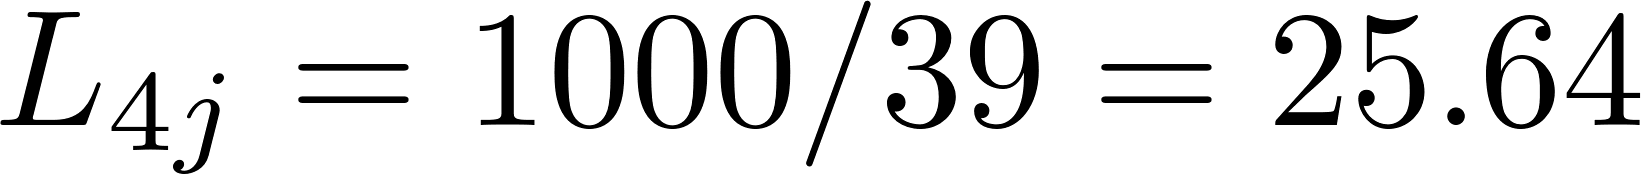 L_{4j} = 1000/39 = 25.64